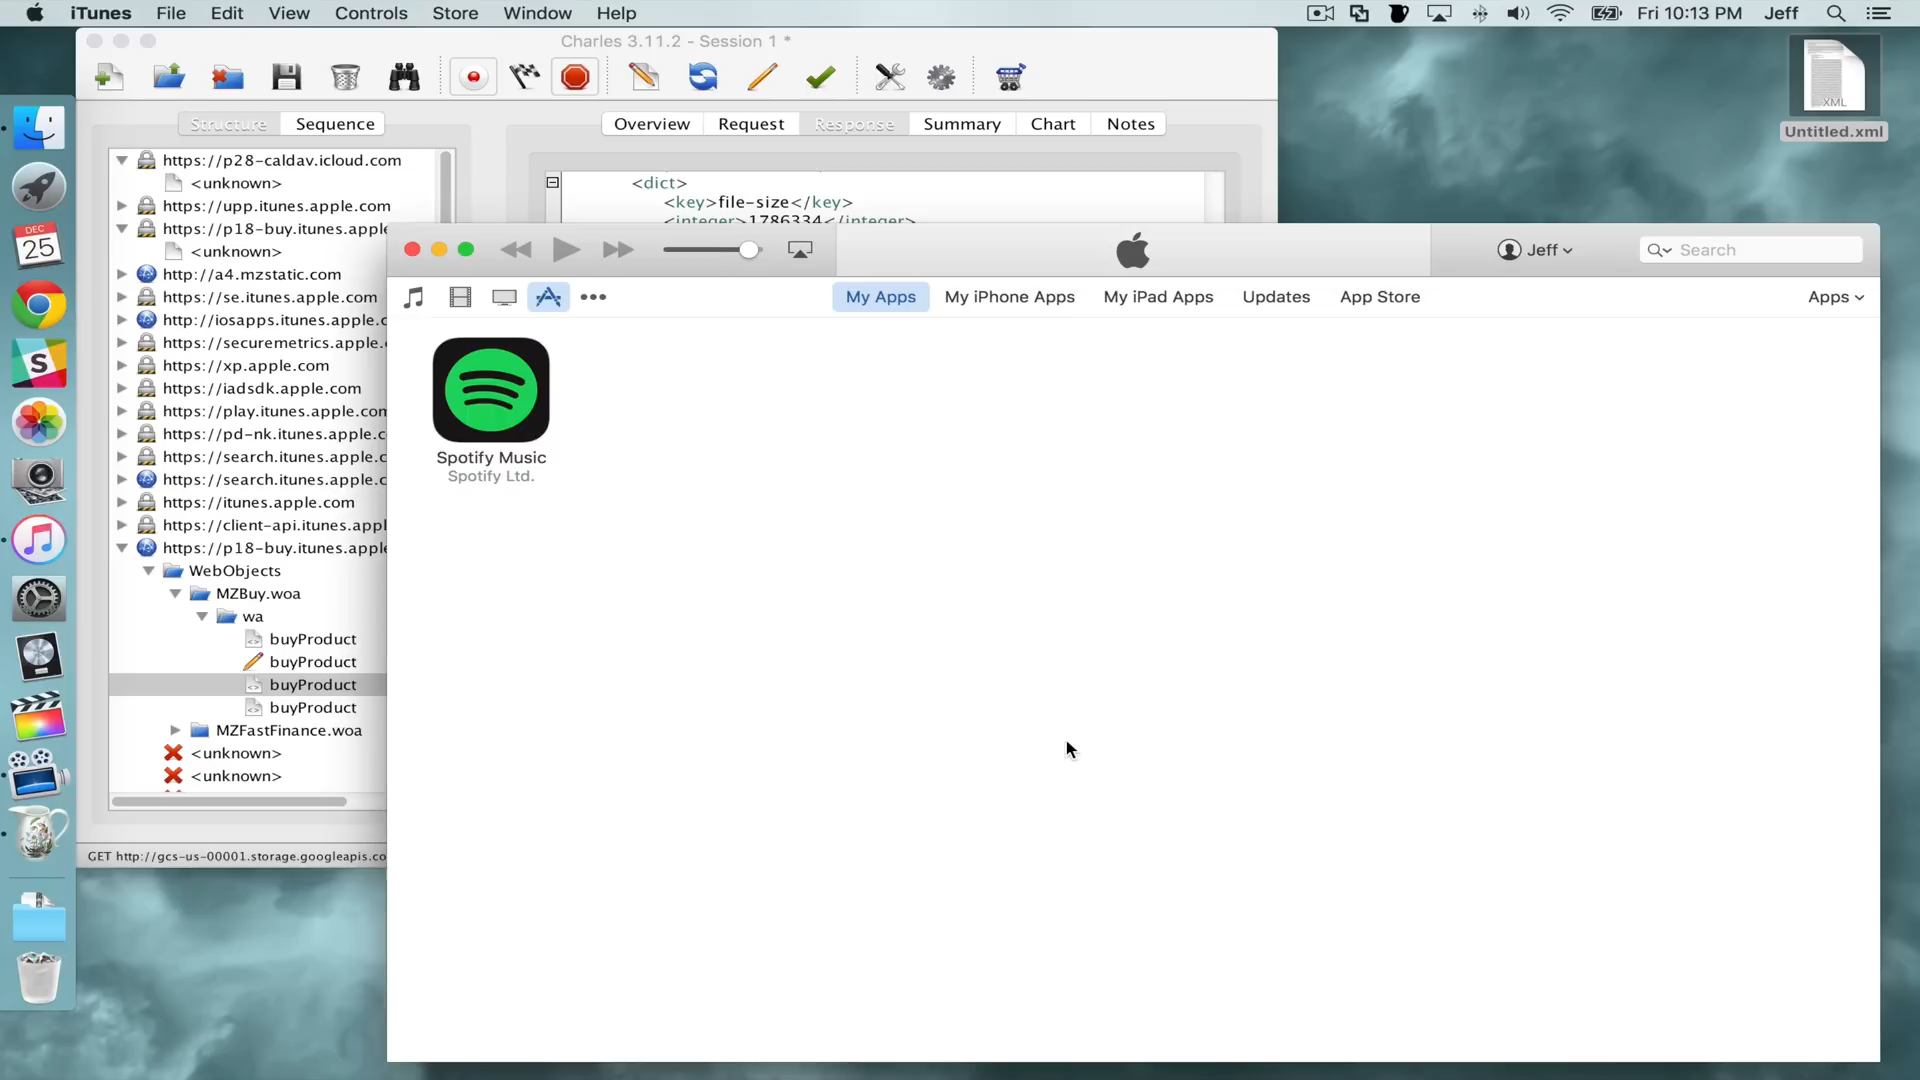 iTunes File Edit View Controls Store Window Help
Fri 10:13 PM Jeff
Charles 3.11.2 - Session 1 *
XML
Untitled.xml
Structure Sequence
Overview Request Response Summary Chart Notes
https://p28-caldav.icloud.com
<unknown>
https://upp.itunes.apple.com
https://p18-buy.itunes.apple
<unknown>
http://a4.mzstatic.com
https://se.itunes.apple.com
http://iosapps.itunes.apple.c
https://securemetrics.apple.
https://xp.apple.com
https://iadsdk.apple.com
https://play.itunes.apple.com
https://pd-nk.itunes.apple.c
https://search.itunes.apple.c
https://search.itunes.apple.c
https://itunes.apple.com
https://client-api.itunes.appl
https://p18-buy.itunes.apple
WebObjects
MZBuy.woa
wa
buyProduct
buyProduct
buyProduct
buyProduct
MZFastFinance.woa
<unknown>
<unknown>
GET http://gcs-us-00001.storage.googleapis.co
<dict>
<key>file-size</key>
<integer>1786334</integer>
Jeff
Search
My Apps My iPhone Apps My iPad Apps Updates App Store
Apps
Spotify Music
Spotify Ltd.
DEC
25
S